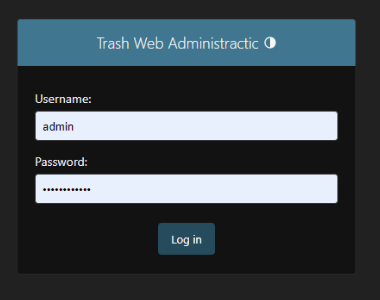 Trash Web Administractic
Username:
admin
Password:
••••••••••••
Log in